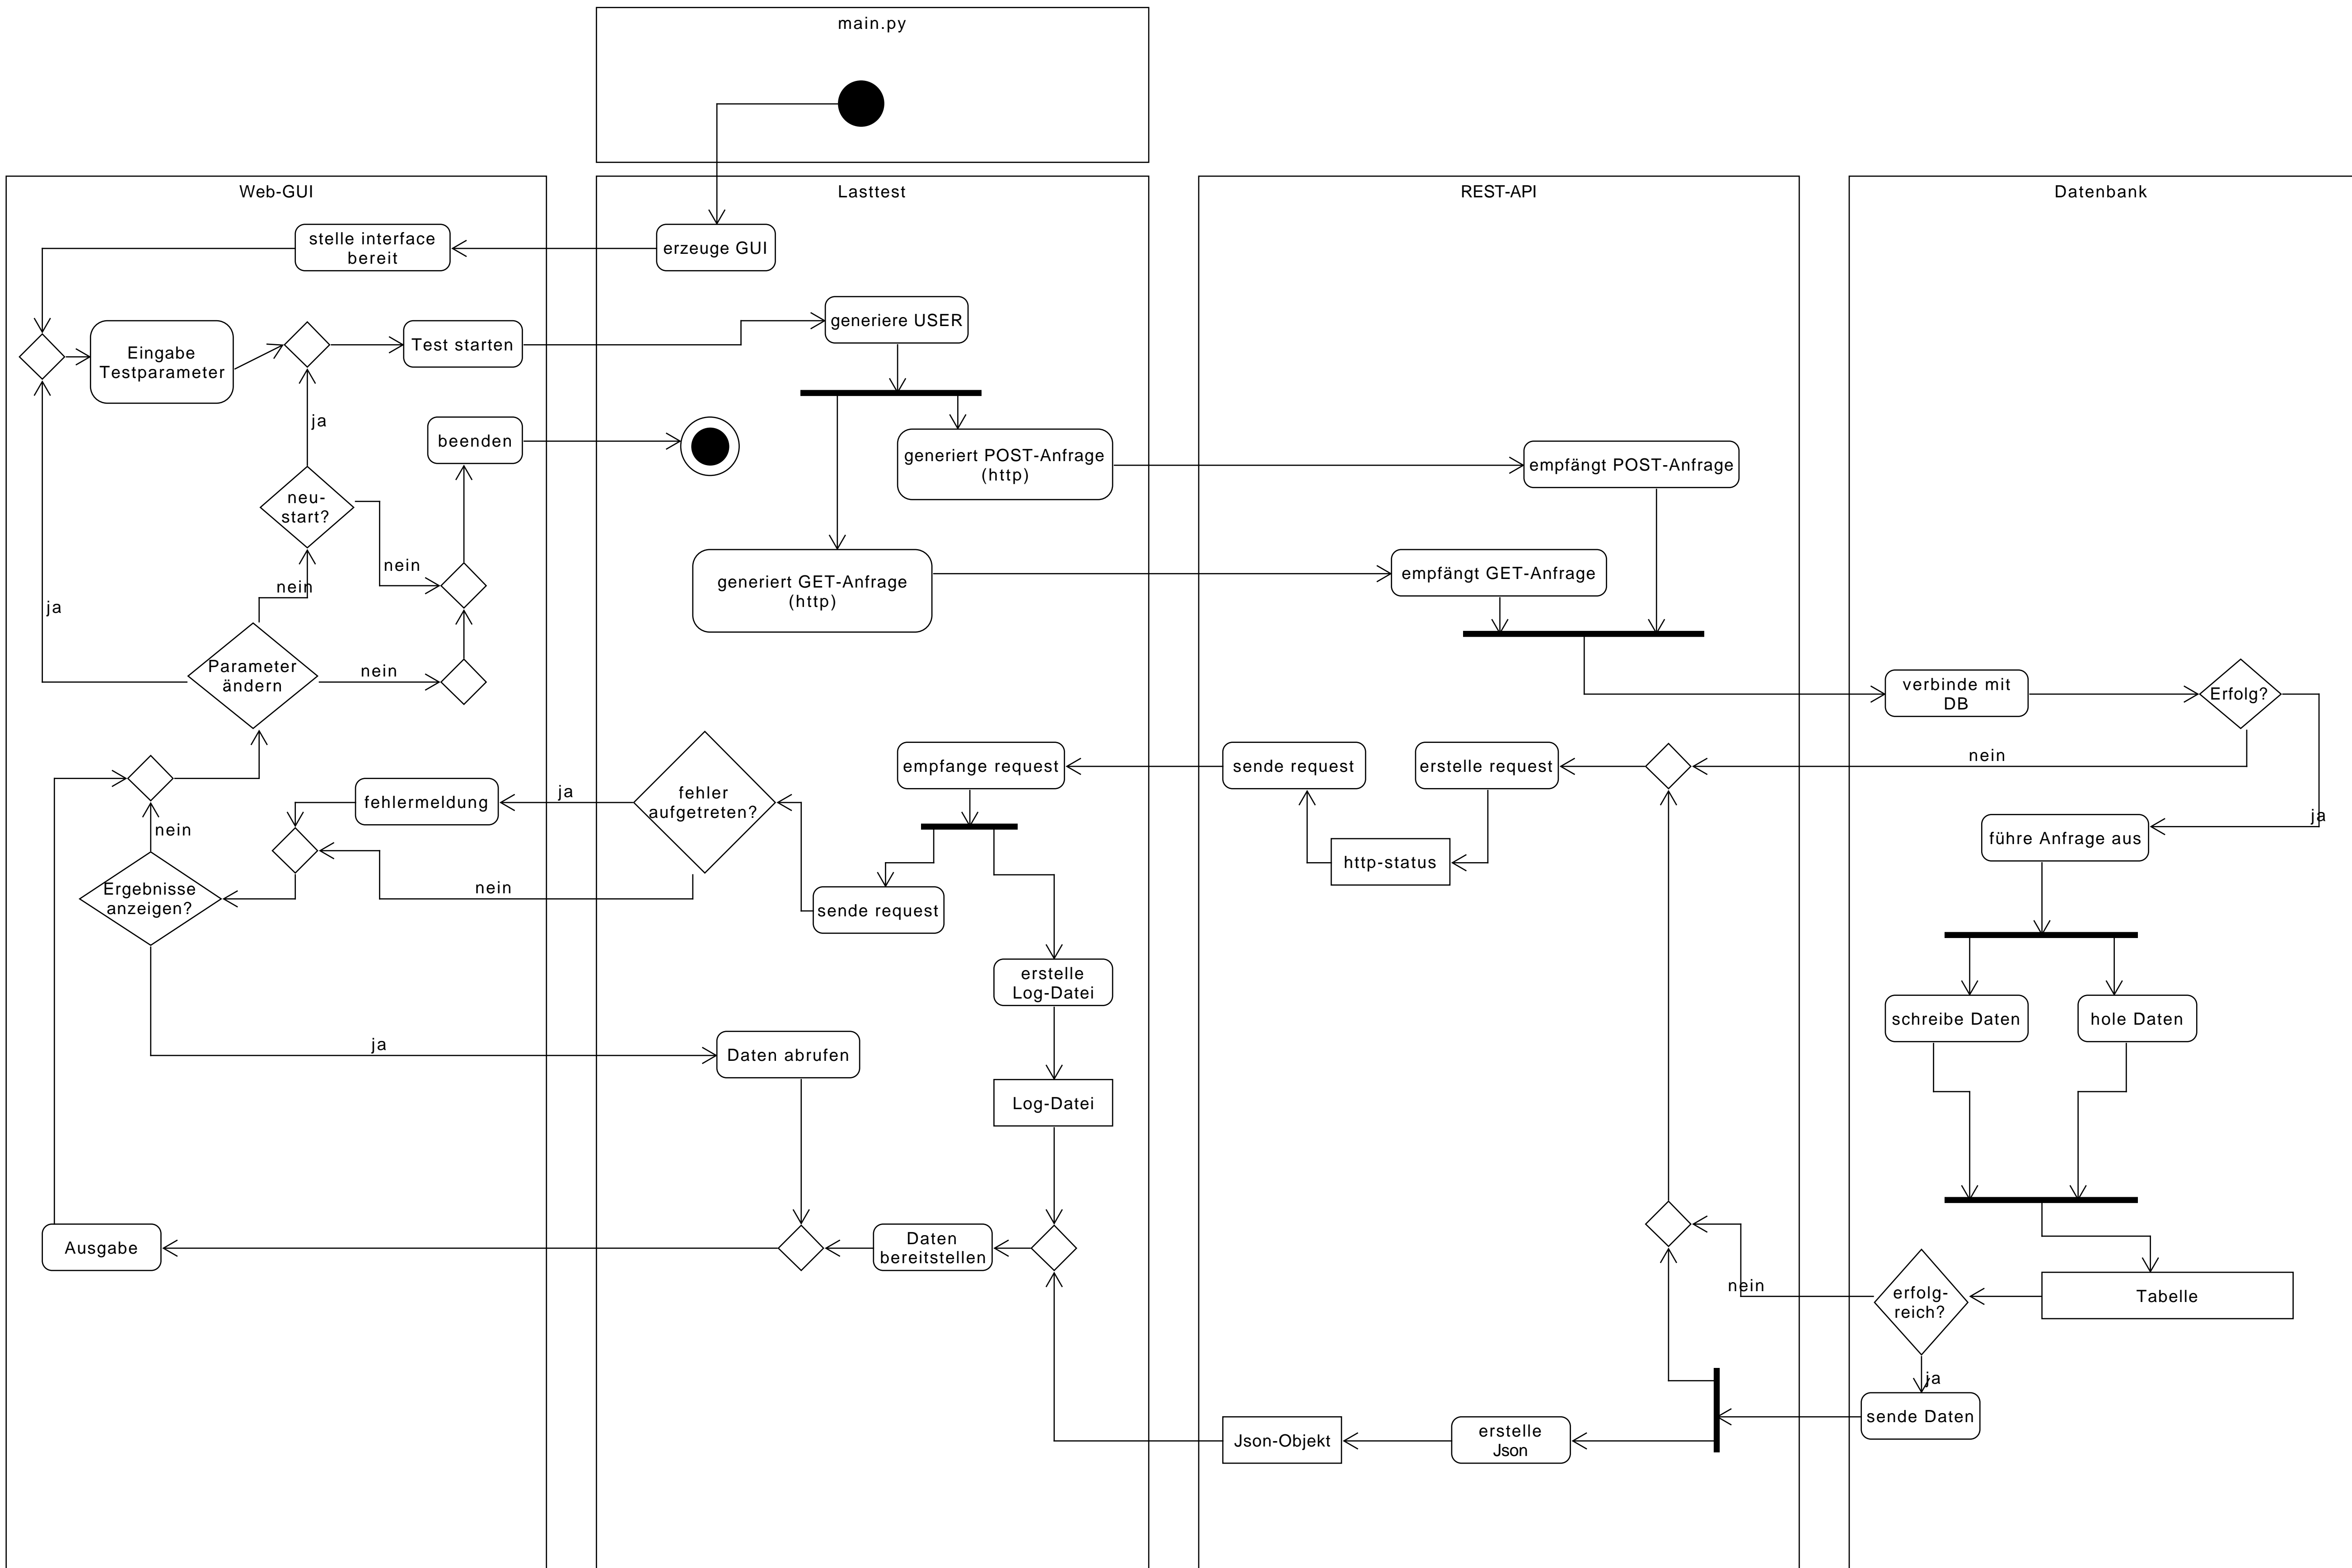 main.py
Web-GUI
Lasttest
REST-API
Datenbank
stelle interface
bereit
erzeuge GUI
generiere USER
Eingabe
Testparameter
Test starten
ja
beenden
generiert POST-Anfrage
(http)
empfängt POST-Anfrage
neu-
start?
nein
nein
generiert GET-Anfrage
(http)
empfängt GET-Anfrage
ja
Parameter
ändern
nein
verbinde mit
DB
Erfolg?
nein
empfange request
sende request
erstelle request
fehlermeldung
ja
fehler
aufgetreten?
ja
nein
führe Anfrage aus
http-status
Ergebnisse
anzeigen?
nein
sende request
erstelle
Log-Datei
schreibe Daten
hole Daten
ja
Daten abrufen
Log-Datei
Ausgabe
Daten
bereitstellen
nein
erfolg-
reich?
Tabelle
ja
sende Daten
Json-Objekt
erstelle
Json